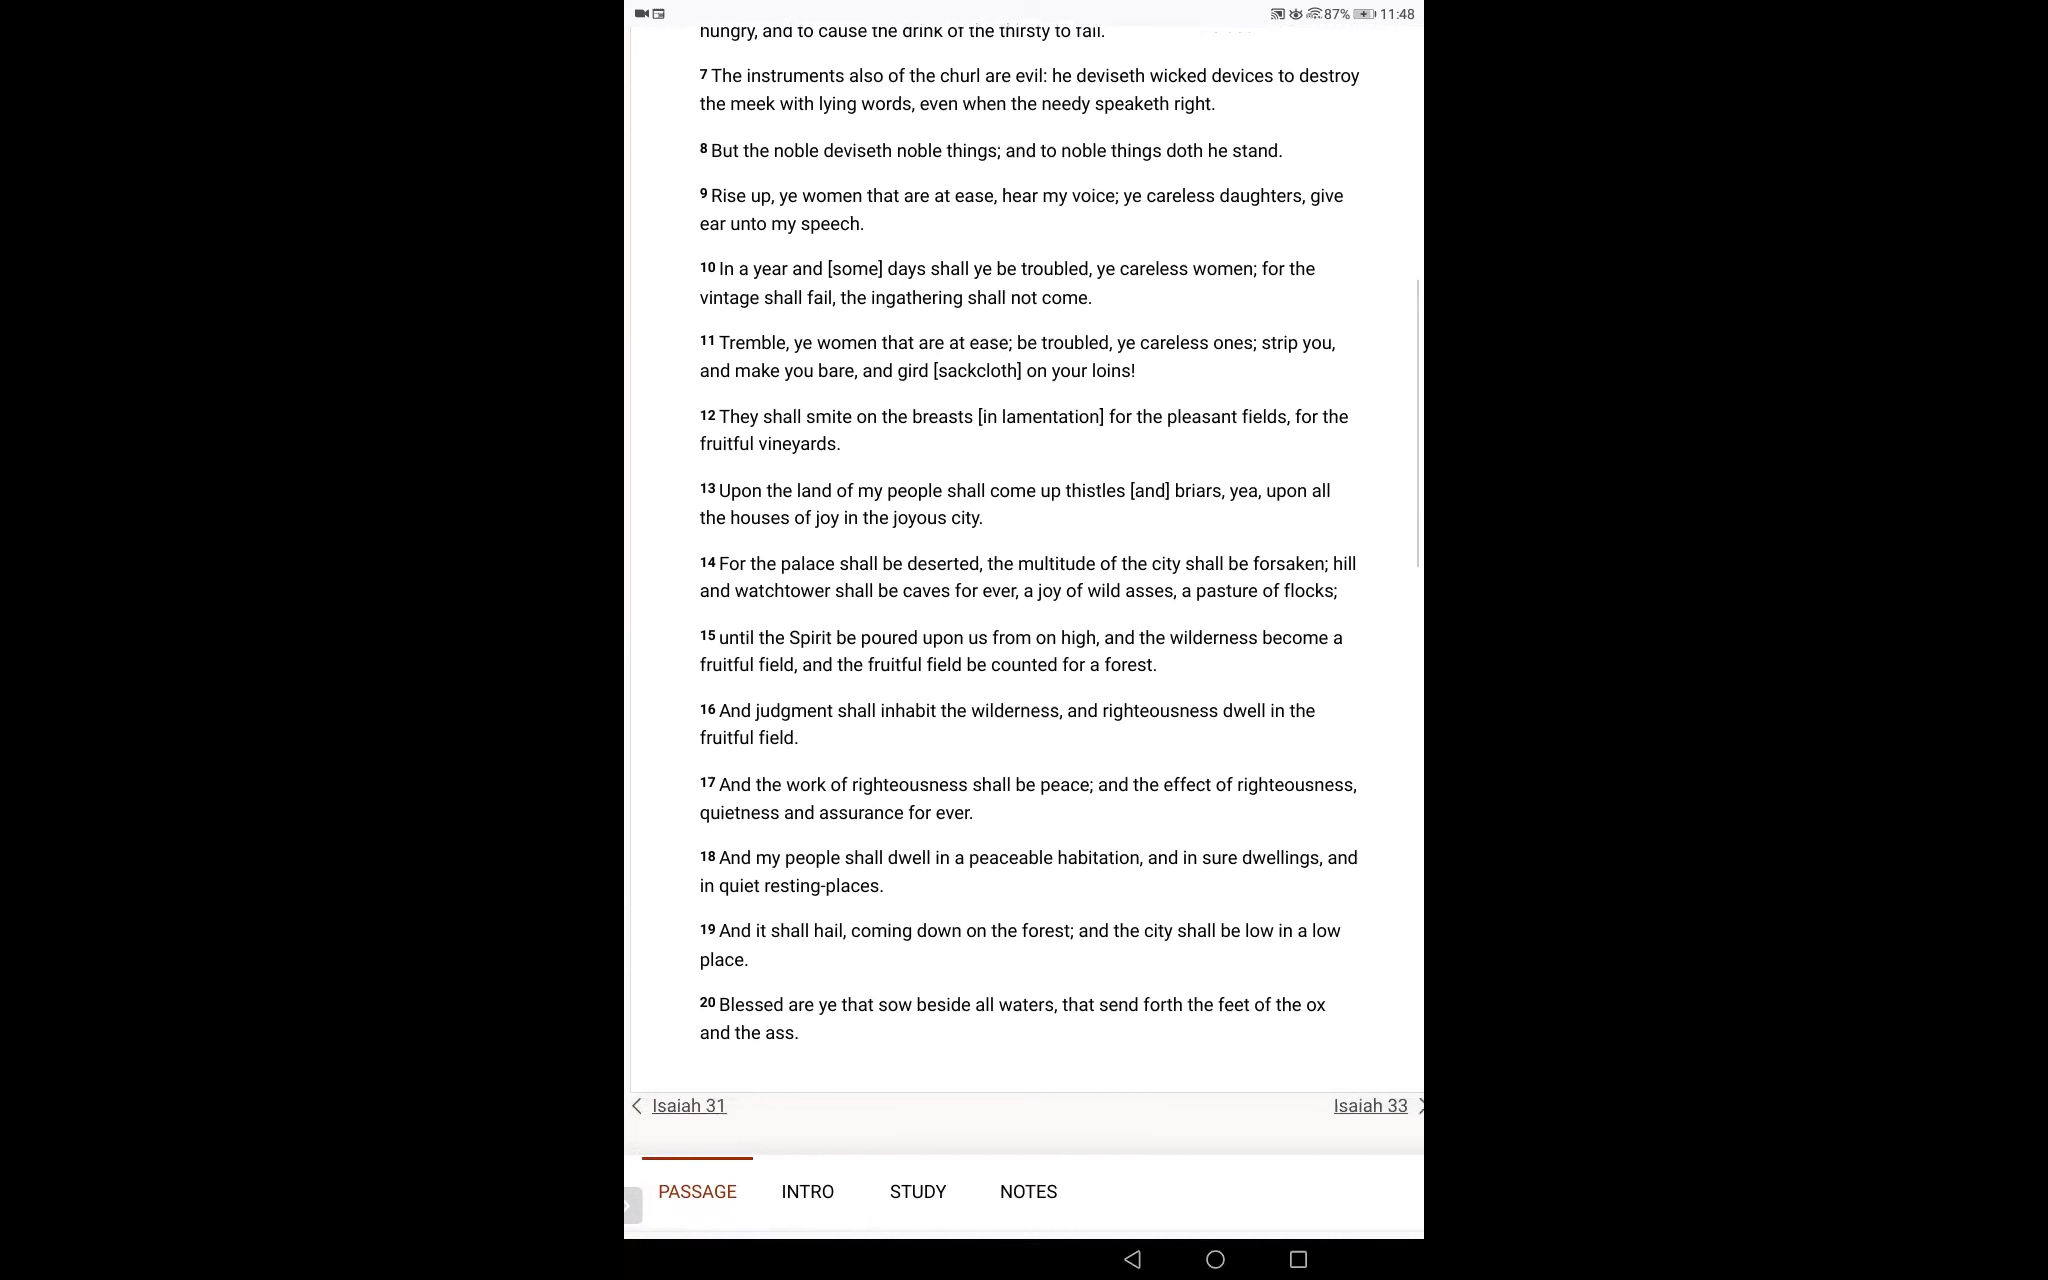 87% 11:48
hungry, and to cause the drink of the thirsty to fail.
7 The instruments also of the churl are evil: he deviseth wicked devices to destroy
the meek with lying words, even when the needy speaketh right.
8 But the noble deviseth noble things; and to noble things doth he stand.
9 Rise up, ye women that are at ease, hear my voice; ye careless daughters, give
ear unto my speech.
10 In a year and [some] days shall ye be troubled, ye careless women; for the
vintage shall fail, the ingathering shall not come.
11 Tremble, ye women that are at ease; be troubled, ye careless ones; strip you,
and make you bare, and gird [sackcloth] on your loins!
12 They shall smite on the breasts [in lamentation] for the pleasant fields, for the
fruitful vineyards.
13 Upon the land of my people shall come up thistles [and] briars, yea, upon all
the houses of joy in the joyous city.
14 For the palace shall be deserted, the multitude of the city shall be forsaken; hill
and watchtower shall be caves for ever, a joy of wild asses, a pasture of flocks;
15 until the Spirit be poured upon us from on high, and the wilderness become a
fruitful field, and the fruitful field be counted for a forest.
16 And judgment shall inhabit the wilderness, and righteousness dwell in the
fruitful field.
17 And the work of righteousness shall be peace; and the effect of righteousness,
quietness and assurance for ever.
18 And my people shall dwell in a peaceable habitation, and in sure dwellings, and
in quiet resting-places.
19 And it shall hail, coming down on the forest; and the city shall be low in a low
place.
20 Blessed are ye that sow beside all waters, that send forth the feet of the ox
and the ass.
Isaiah 31 Isaiah 33
PASSAGE INTRO STUDY NOTES